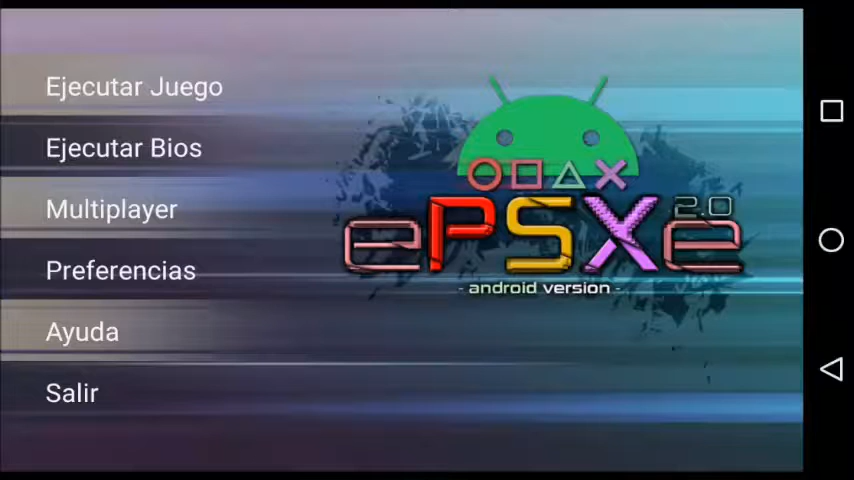 Ejecutar Juego
Ejecutar Bios
Multiplayer
Preferencias
Ayuda
Salir
ePSXe 2.0
- android version -